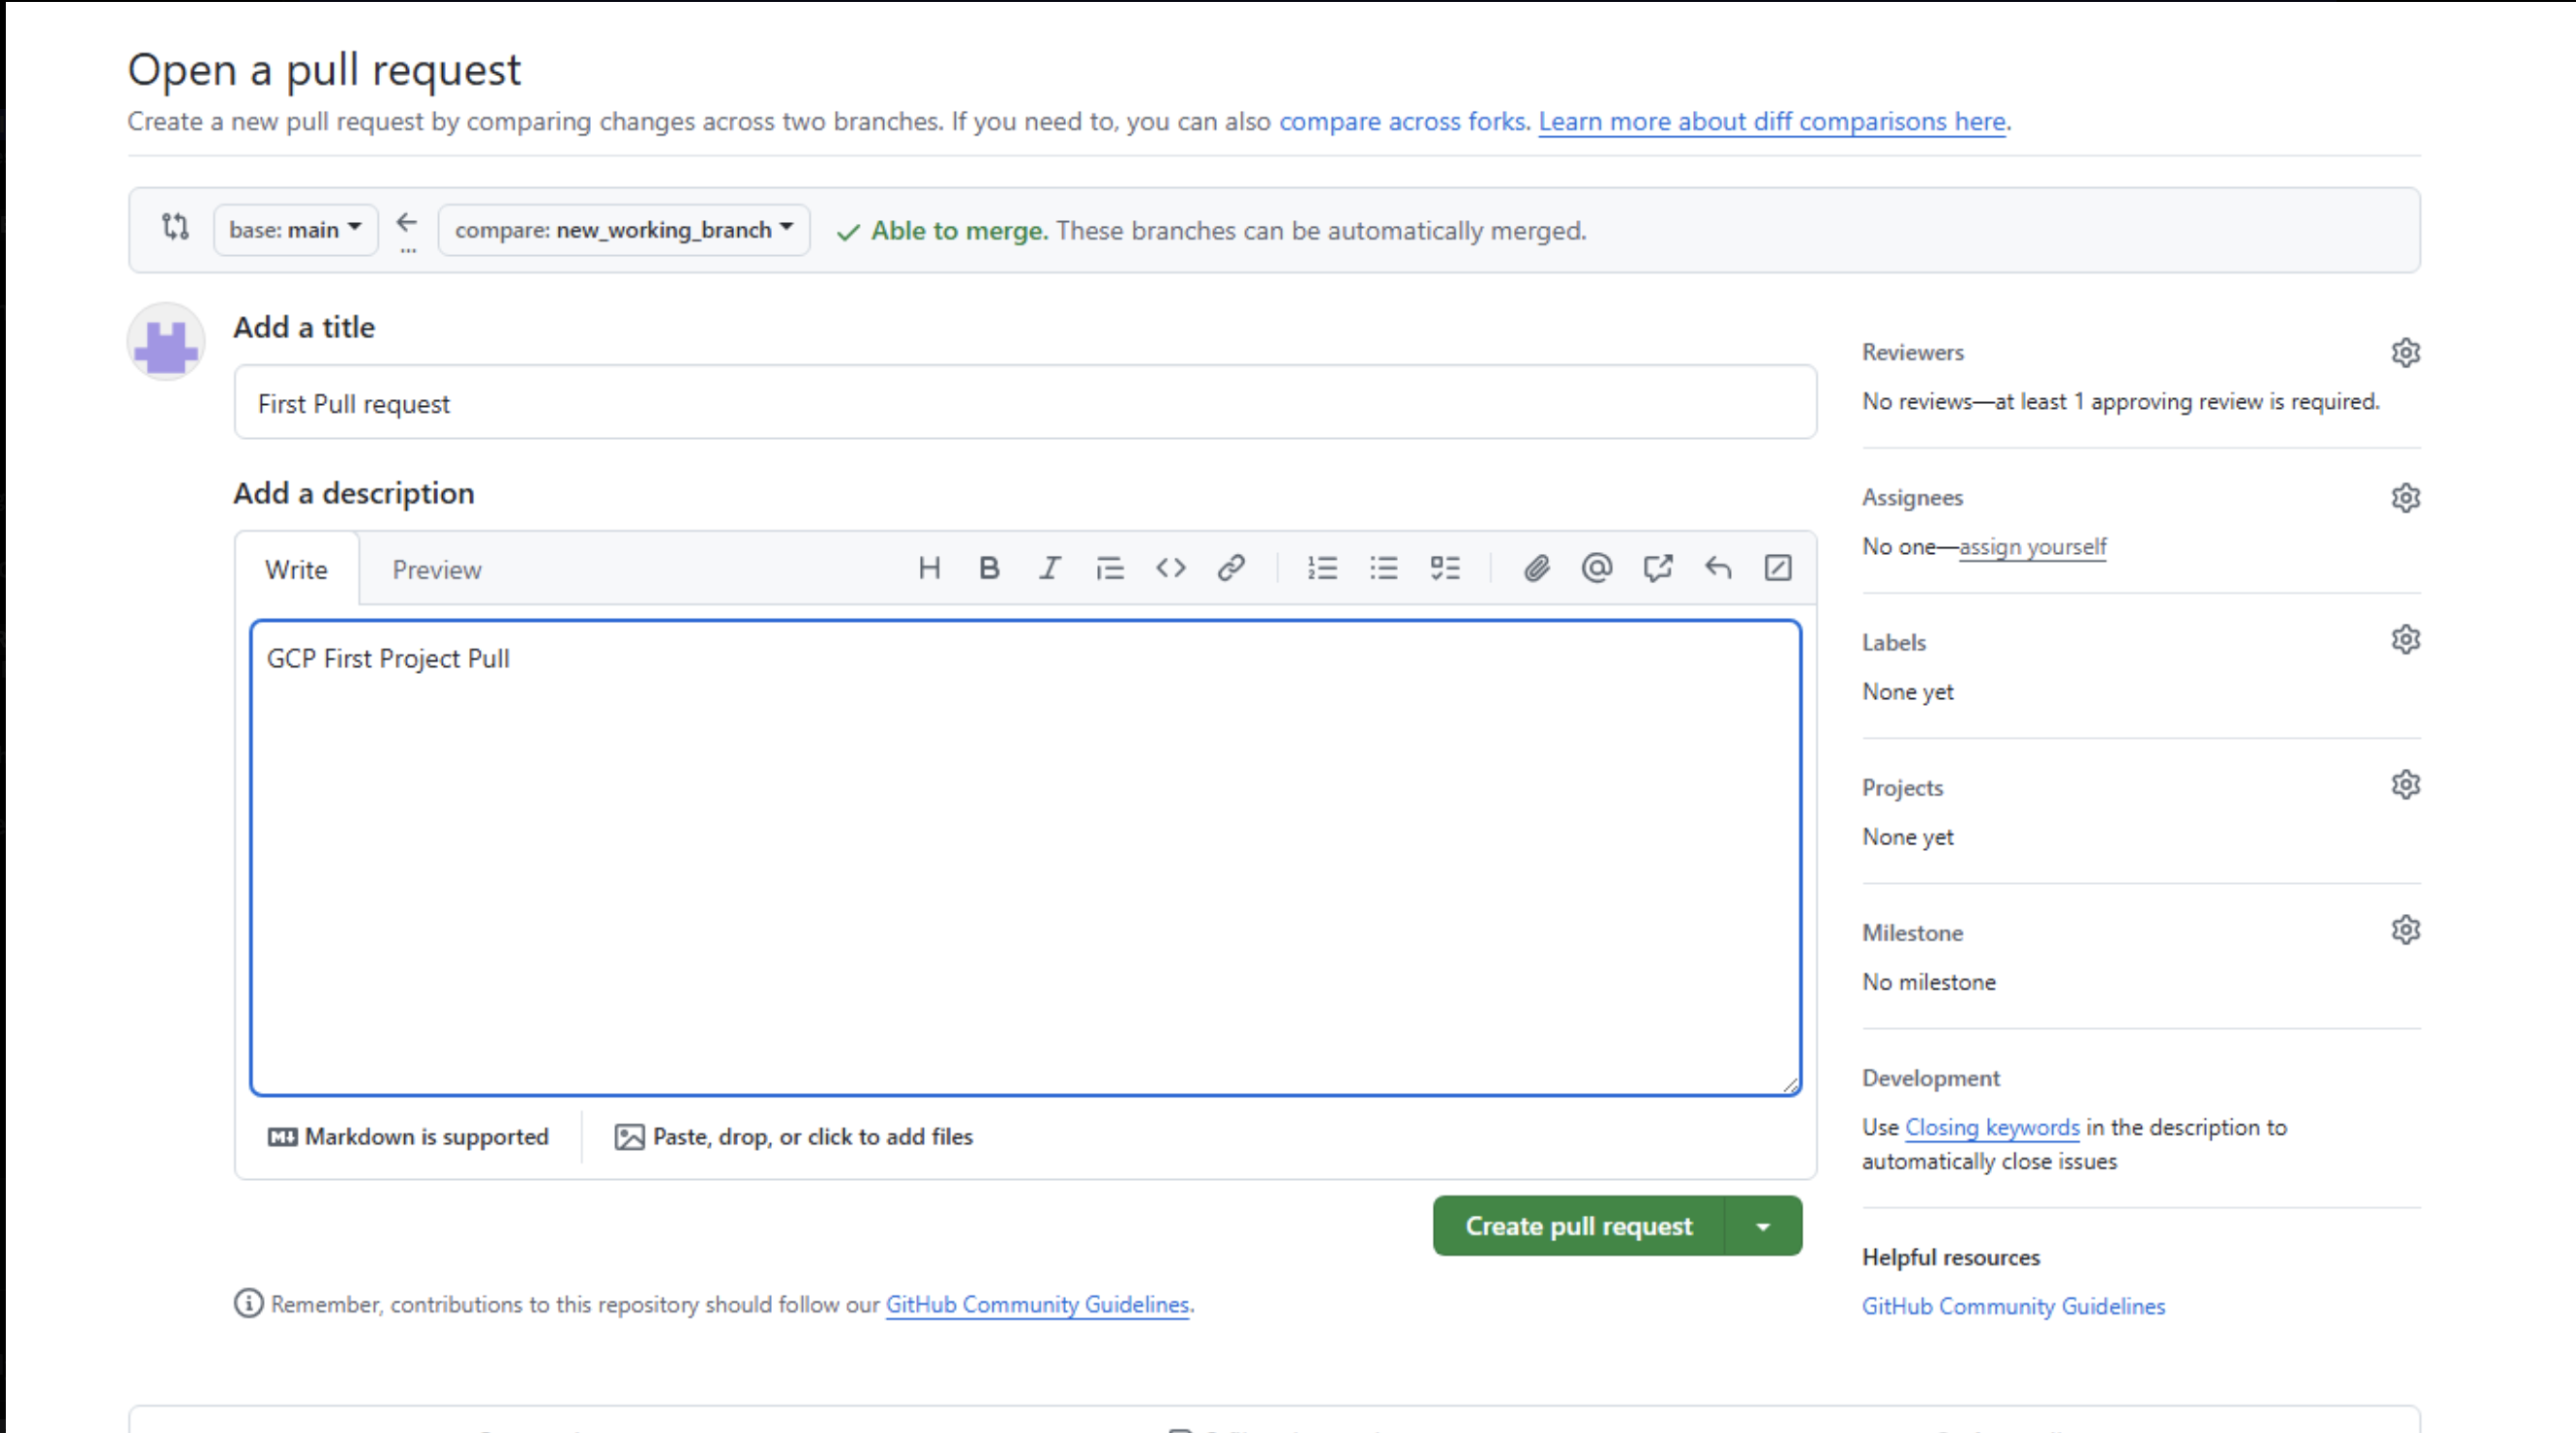 Open a pull request
Create a new pull request by comparing changes across two branches. If you need to, you can also compare across forks. Learn more about diff comparisons here.
base: main
...
compare: new_working_branch
Able to merge. These branches can be automatically merged.
Add a title
First Pull request
Add a description
Write
Preview
GCP First Project Pull
Markdown is supported
Paste, drop, or click to add files
Create pull request
Remember, contributions to this repository should follow our GitHub Community Guidelines.
Reviewers
No reviews—at least 1 approving review is required.
Assignees
No one—assign yourself
Labels
None yet
Projects
None yet
Milestone
No milestone
Development
Use Closing keywords in the description to
automatically close issues
Helpful resources
GitHub Community Guidelines